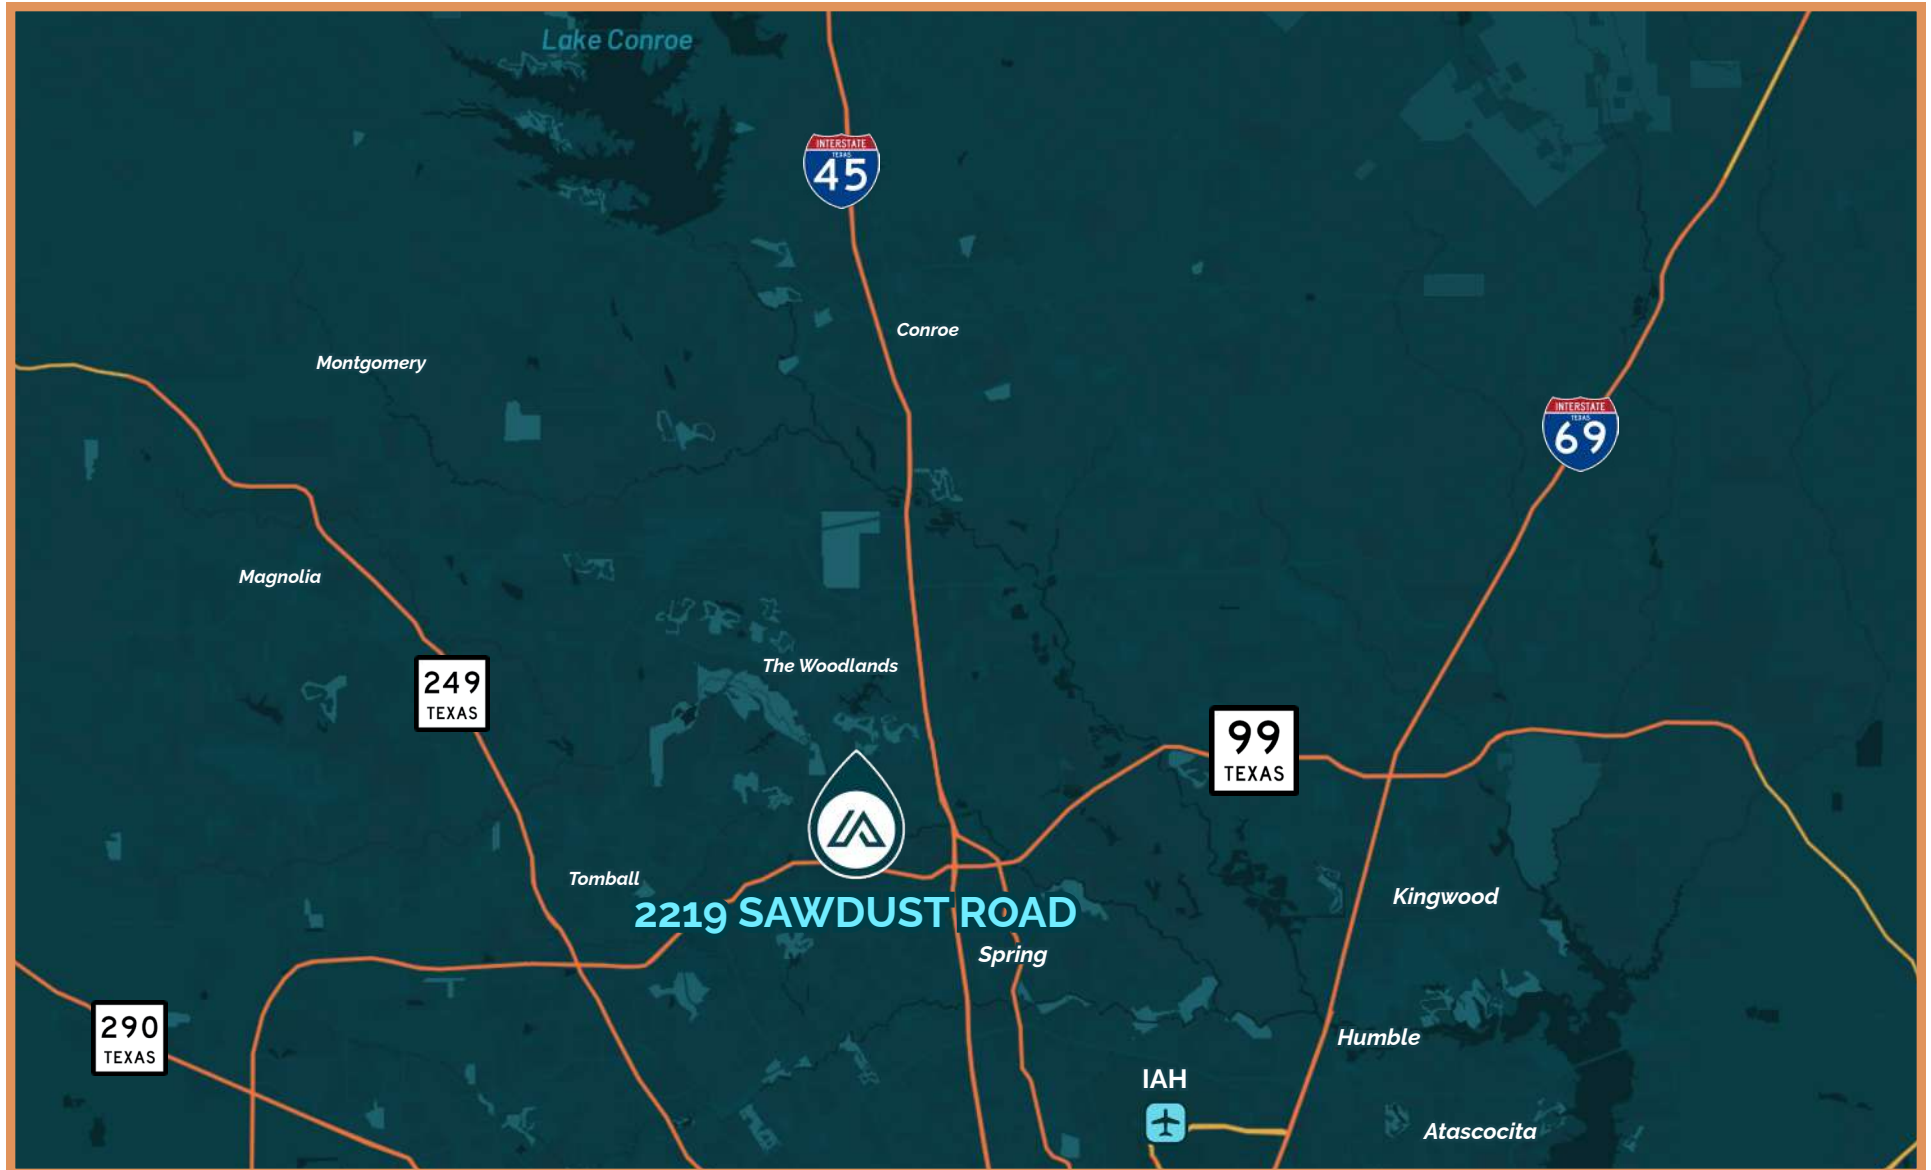 Lake Conroe
INTERSTATE
TEXAS
45
Conroe
Montgomery
INTERSTATE
TEXAS
69
Magnolia
The Woodlands
249
TEXAS
99
TEXAS
Tomball
2219 SAWDUST ROAD
Kingwood
Spring
290
TEXAS
Humble
IAH
Atascocita